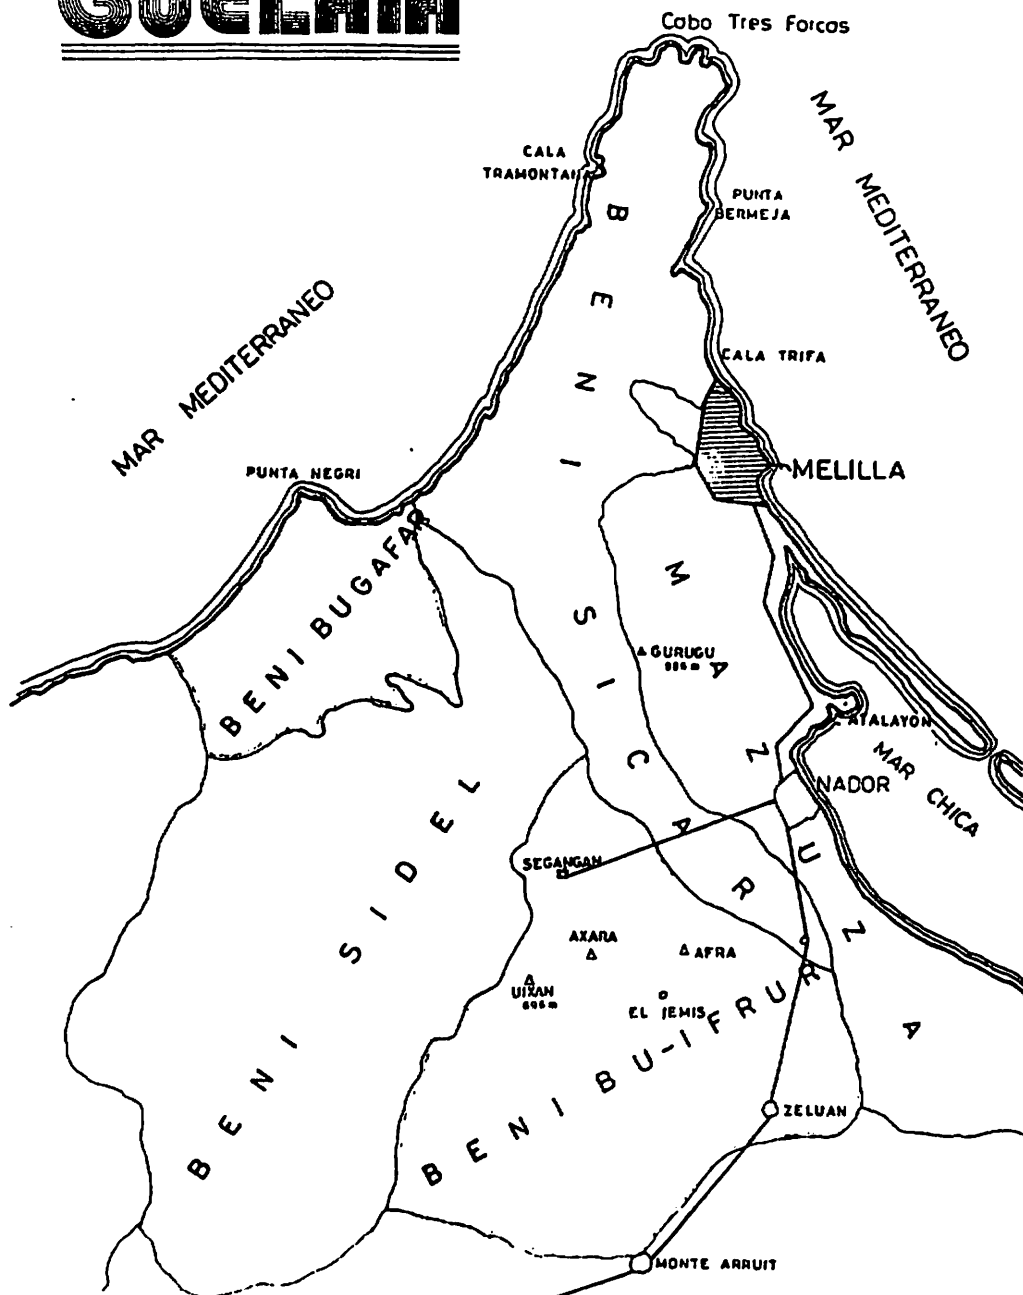 GUELAIA
Cabo Tres Forcas
MAR MEDITERRANEO
CALA
TRAMONTANA
PUNTA
BERMEJA
BENI SICAR
MAR MEDITERRANEO
CALA TRIFA
PUNTA NEGRI
MELILLA
BENI BUGAFAR
MAZUZA
GURUGU
ATALAYON
MAR CHICA
NADOR
BENI SIDEL
SEGANGAN
AXARA
AFRA
UIXAN
696m
EL JEMIS
BENI BU-IFRUR
ZELUAN
MONTE ARRUIT